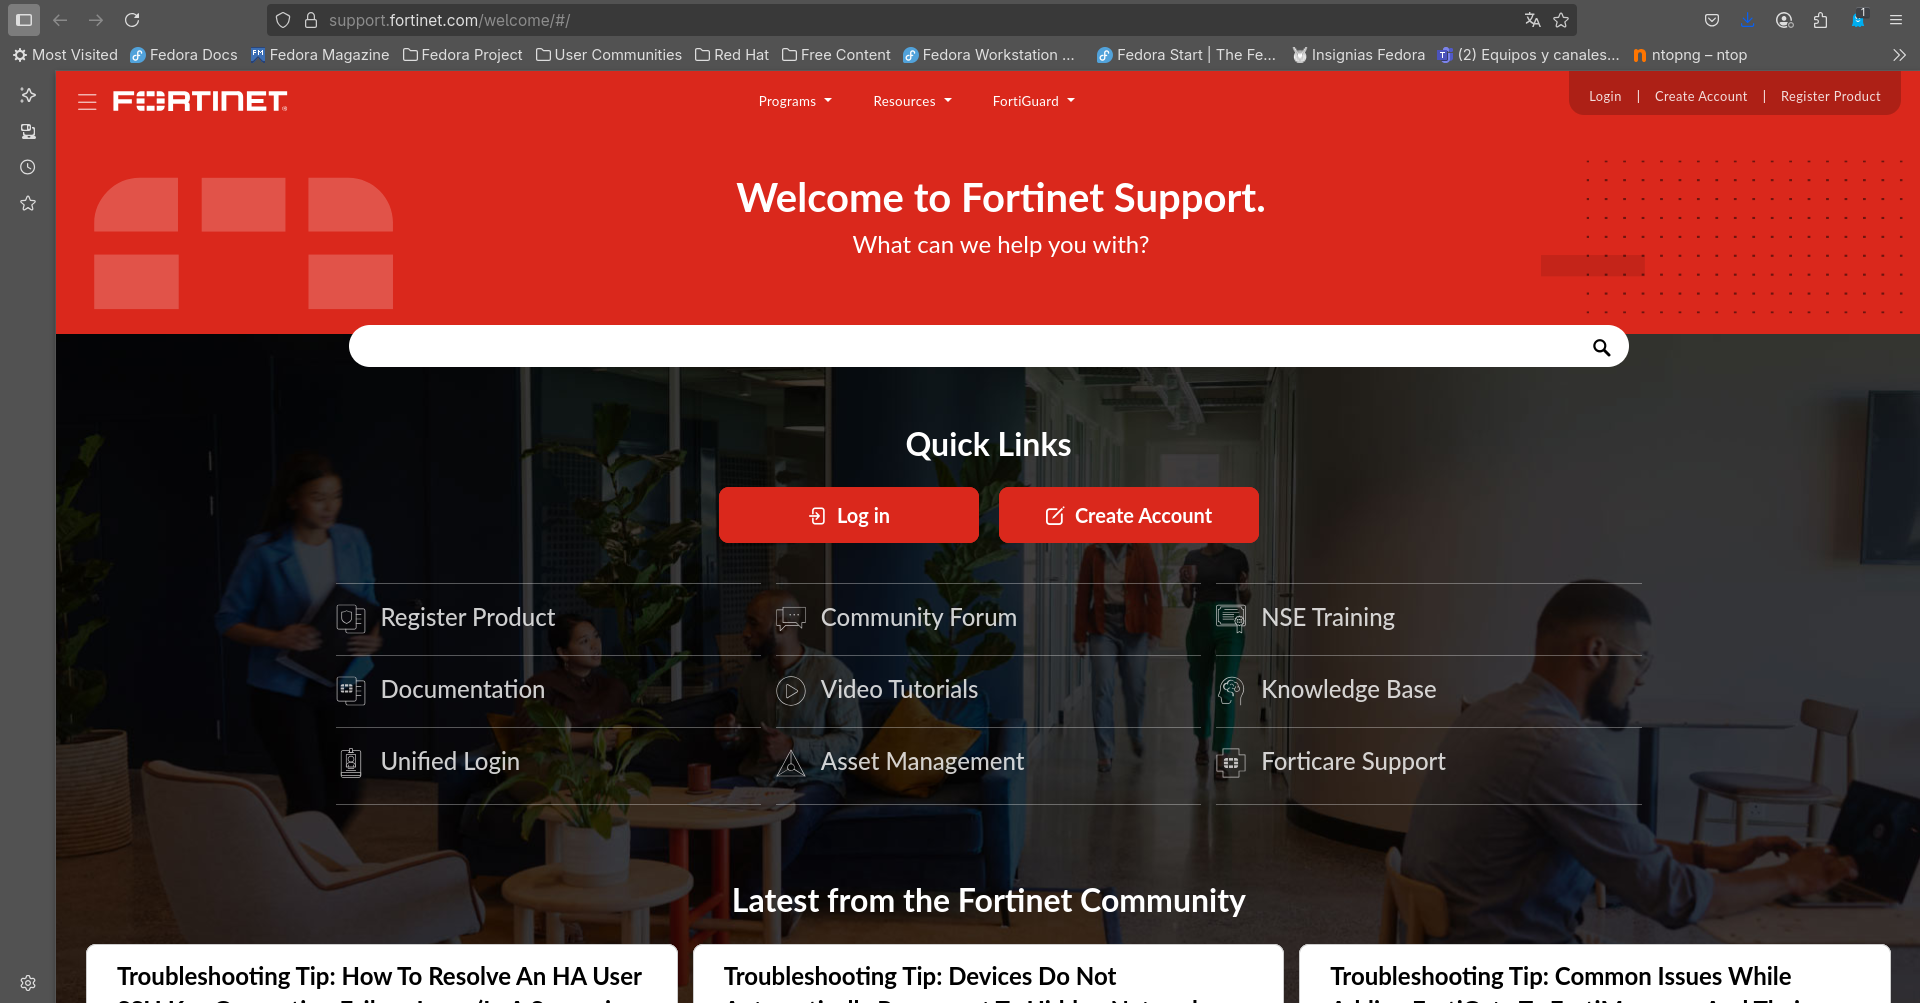 support.fortinet.com/welcome/#/
1
Most Visited Fedora Docs Fedora Magazine Fedora Project User Communities Red Hat Free Content Fedora Workstation ... Fedora Start | The Fe... Insignias Fedora (2) Equipos y canales... ntopng – ntop
FORTINET
Programs Resources FortiGuard
Login | Create Account | Register Product
Welcome to Fortinet Support.
What can we help you with?
Quick Links
Log in Create Account
Register Product Community Forum NSE Training
Documentation Video Tutorials Knowledge Base
Unified Login Asset Management Forticare Support
Latest from the Fortinet Community
Troubleshooting Tip: How To Resolve An HA User
Troubleshooting Tip: Devices Do Not
Troubleshooting Tip: Common Issues While